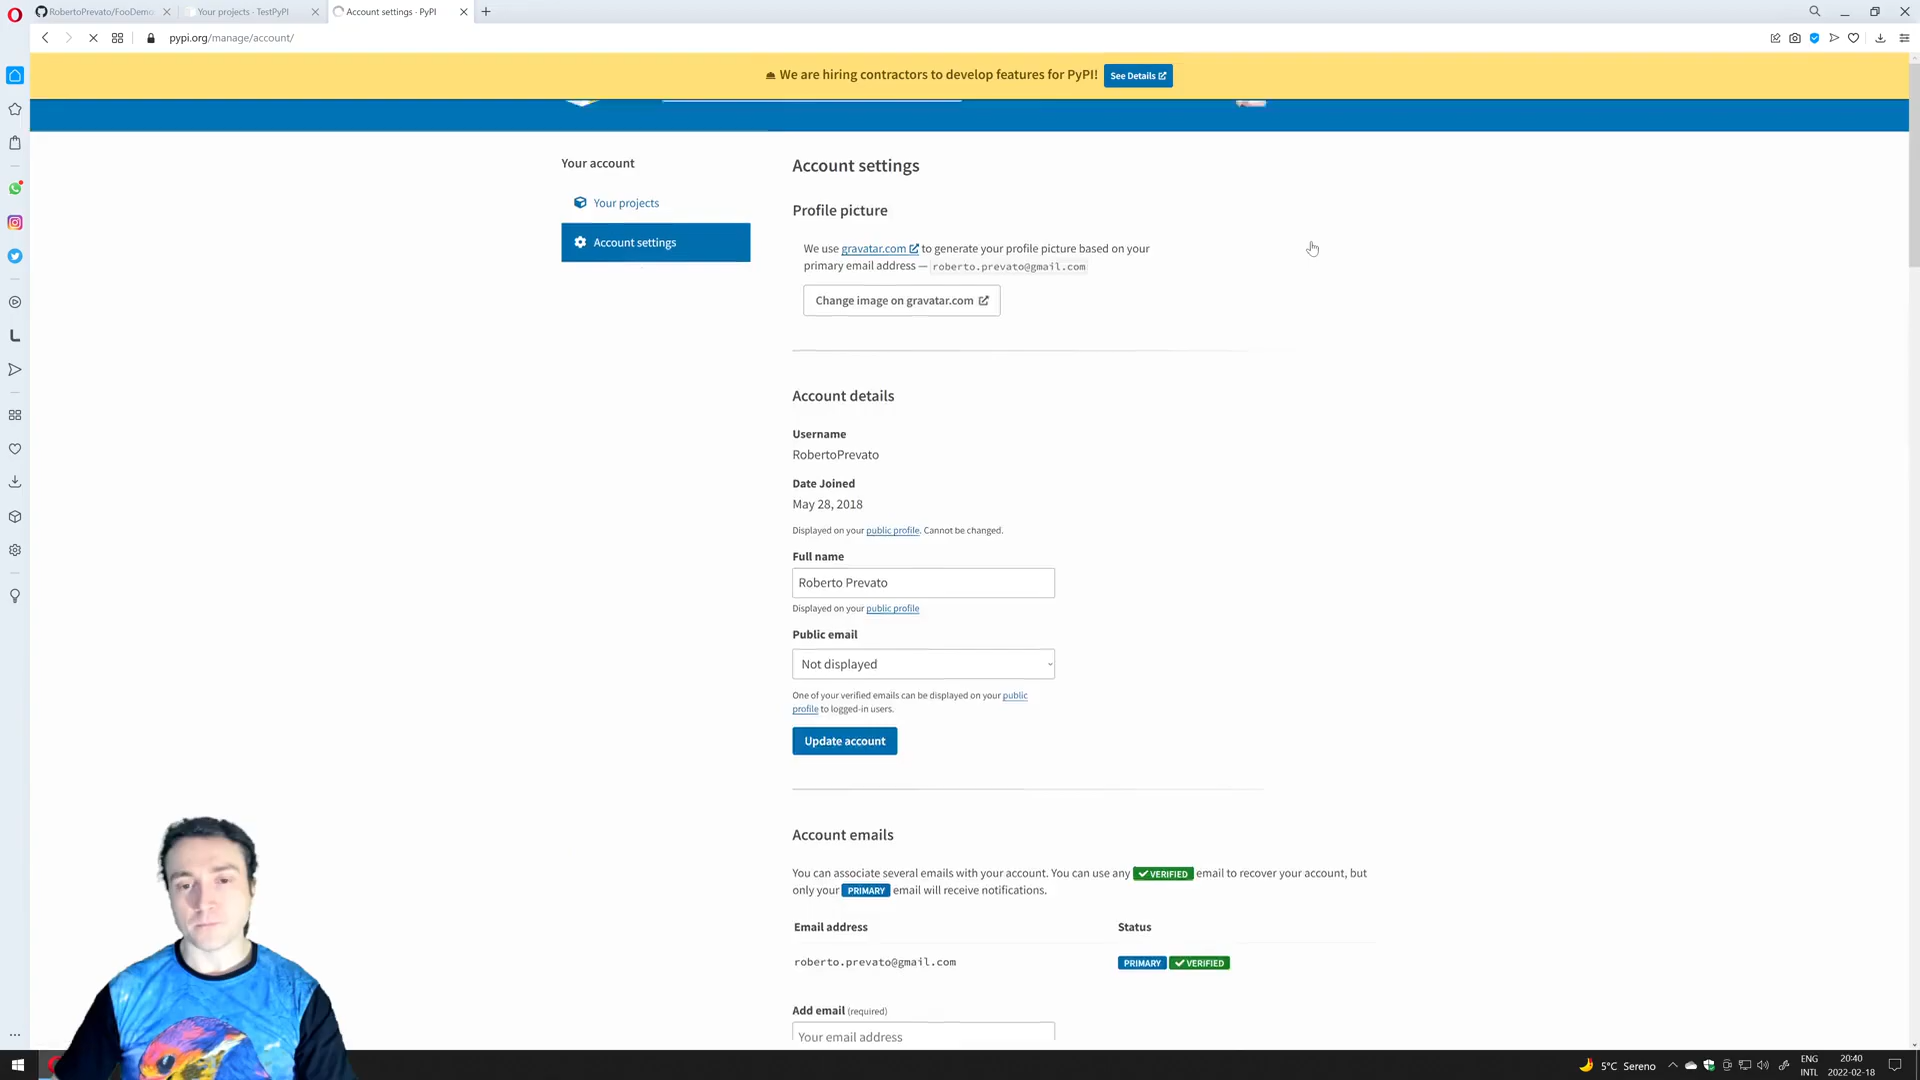 RobertoPrevato/FooDemo
Your projects · TestPyPI
Account settings · PyPI
pypi.org/manage/account/
We are hiring contractors to develop features for PyPI!
See Details
Your account
Your projects
Account settings
Account settings
Profile picture
We use gravatar.com to generate your profile picture based on your
primary email address — roberto.prevato@gmail.com
Change image on gravatar.com
Account details
Username
RobertoPrevato
Date Joined
May 28, 2018
Displayed on your public profile. Cannot be changed.
Full name
Roberto Prevato
Displayed on your public profile
Public email
Not displayed
One of your verified emails can be displayed on your public
profile to logged-in users.
Update account
Account emails
You can associate several emails with your account. You can use any VERIFIED email to recover your account, but
only your PRIMARY email will receive notifications.
Email address
Status
roberto.prevato@gmail.com
PRIMARY VERIFIED
Add email (required)
Your email address
5°C Sereno
ENG
INTL
20:40
2022-02-18